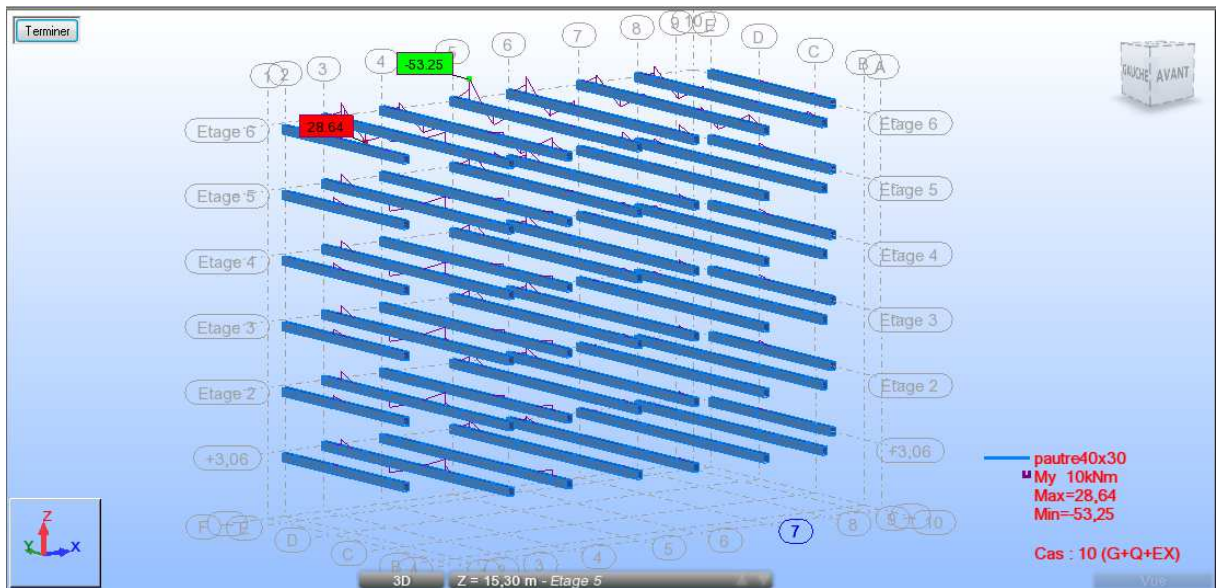 Terminer
-53.25
28.64
1
2
3
4
5
6
7
8
9
10
E
D
C
B
A
GAUCHE
AVANT
Etage 6
Etage 6
Etage 5
Etage 5
Etage 4
Etage 4
Etage 3
Etage 3
Etage 2
Etage 2
+3,06
+3,06
F
E
D
C
B
3
4
5
6
7
8
9
10
pautre40x30
My 10kNm
Max=28,64
Min=-53,25
Cas : 10 (G+Q+EX)
Z
Y
X
3D
Z = 15,30 m - Etage 5
Vue